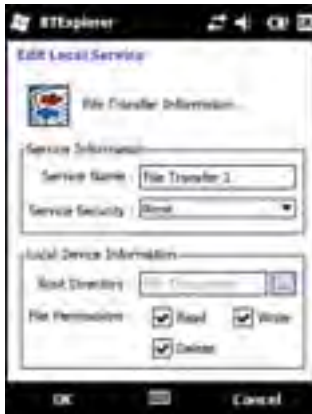 BTExplorer
Edit Local Service
File Transfer Information
Service Information
Service Name : File Transfer 1
Service Security : None
Local Device Information
Root Directory :
File Permissions : Read Write
Delete
OK Cancel